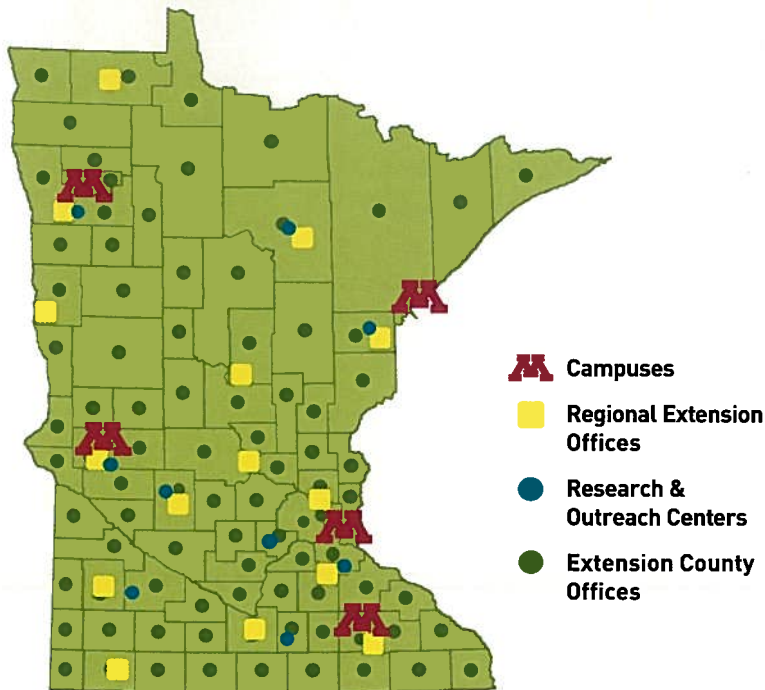 M
M
M
M
M
M Campuses
Regional Extension
Offices
Research &
Outreach Centers
Extension County
Offices